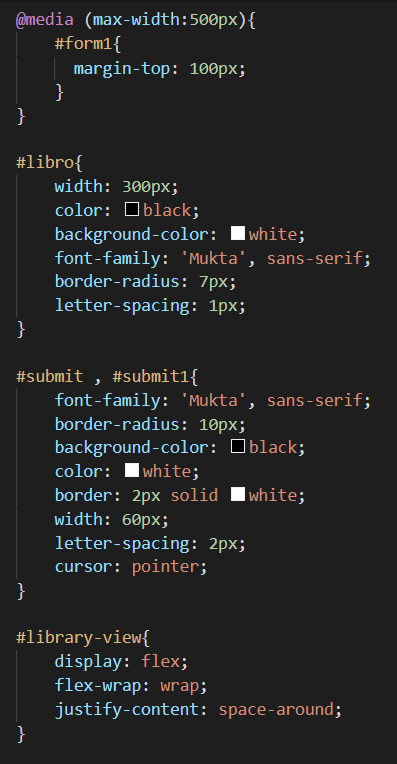 @media (max-width:500px){
#form1{
margin-top: 100px;
}
}
#libro{
width: 300px;
color: black;
background-color: white;
font-family: 'Mukta', sans-serif;
border-radius: 7px;
letter-spacing: 1px;
}
#submit , #submit1{
font-family: 'Mukta', sans-serif;
border-radius: 10px;
background-color: black;
color: white;
border: 2px solid white;
width: 60px;
letter-spacing: 2px;
cursor: pointer;
}
#library-view{
display: flex;
flex-wrap: wrap;
justify-content: space-around;
}